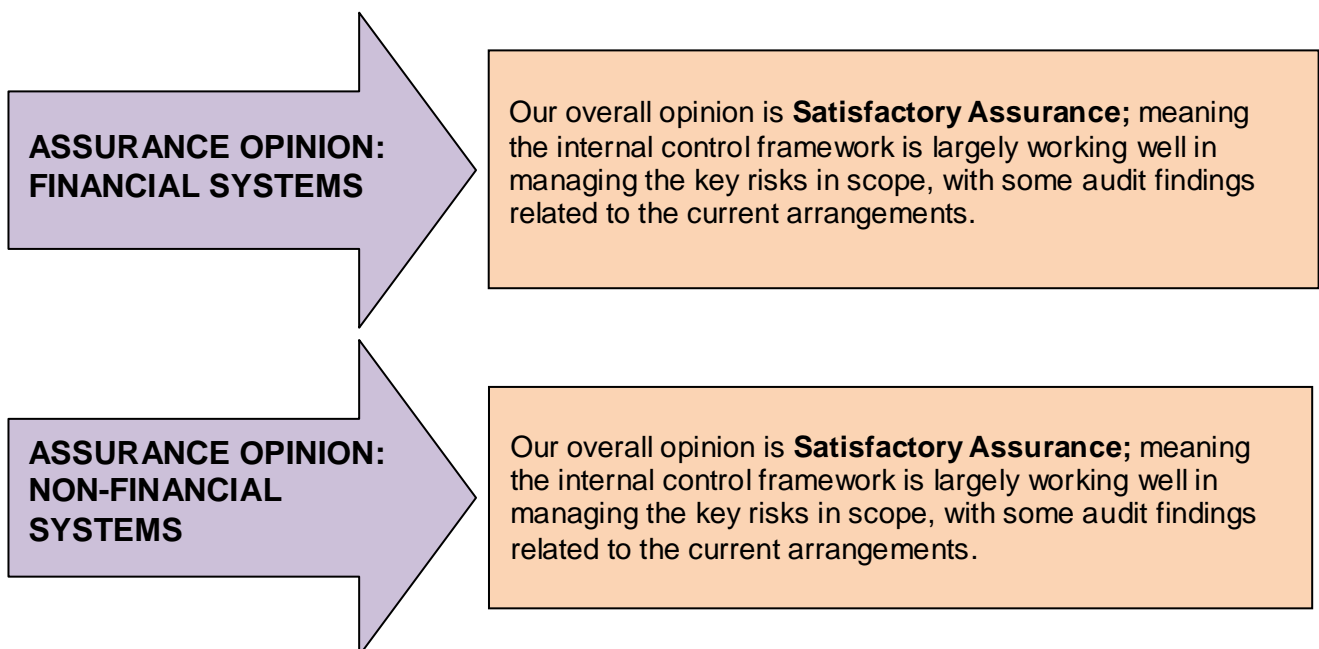 ASSURANCE OPINION:
FINANCIAL SYSTEMS
Our overall opinion is Satisfactory Assurance; meaning
the internal control framework is largely working well in
managing the key risks in scope, with some audit findings
related to the current arrangements.
ASSURANCE OPINION:
NON-FINANCIAL
SYSTEMS
Our overall opinion is Satisfactory Assurance; meaning
the internal control framework is largely working well in
managing the key risks in scope, with some audit findings
related to the current arrangements.